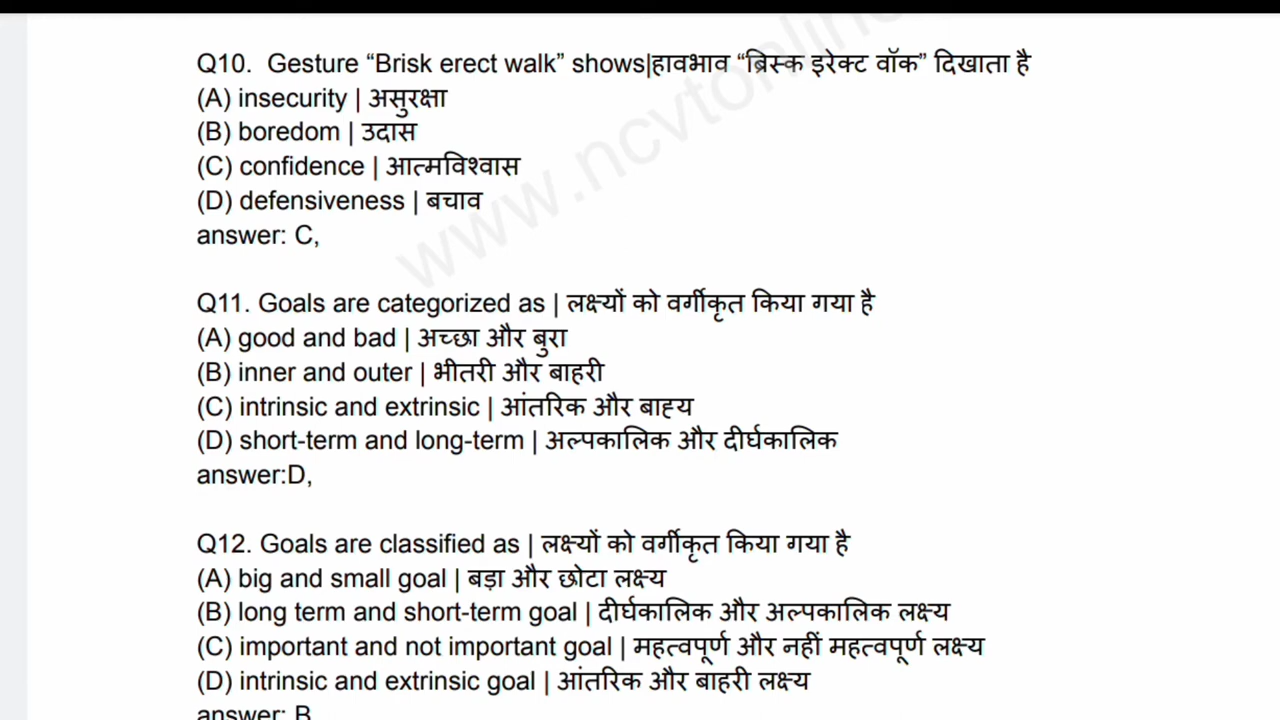 Q10. Gesture “Brisk erect walk” shows|हावभाव “ब्रिस्क इरेक्ट वॉक” दिखाता है
(A) insecurity | असुरक्षा
(B) boredom | उदास
(C) confidence | आत्मविश्वास
(D) defensiveness | बचाव
answer: C,
Q11. Goals are categorized as | लक्ष्यों को वर्गीकृत किया गया है
(A) good and bad | अच्छा और बुरा
(B) inner and outer | भीतरी और बाहरी
(C) intrinsic and extrinsic | आंतरिक और बाह्य
(D) short-term and long-term | अल्पकालिक और दीर्घकालिक
answer:D,
Q12. Goals are classified as | लक्ष्यों को वर्गीकृत किया गया है
(A) big and small goal | बड़ा और छोटा लक्ष्य
(B) long term and short-term goal | दीर्घकालिक और अल्पकालिक लक्ष्य
(C) important and not important goal | महत्वपूर्ण और नहीं महत्वपूर्ण लक्ष्य
(D) intrinsic and extrinsic goal | आंतरिक और बाहरी लक्ष्य
answer: B
www.ncvtonline